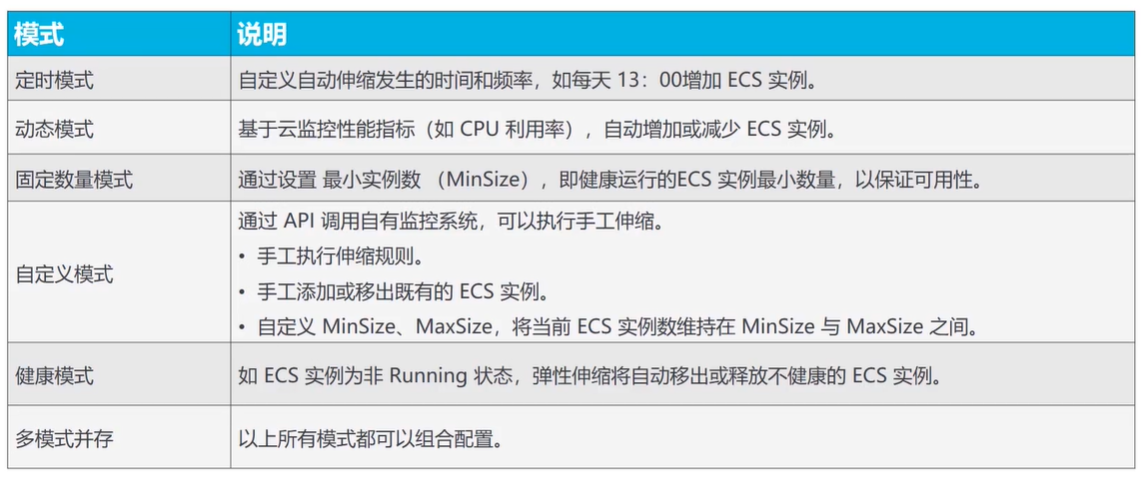 模式 说明
定时模式 自定义自动伸缩发生的时间和频率，如每天 13：00增加 ECS 实例。
动态模式 基于云监控性能指标（如 CPU 利用率），自动增加或减少 ECS 实例。
固定数量模式 通过设置 最小实例数 （MinSize），即健康运行的ECS 实例最小数量，以保证可用性。
自定义模式 通过 API 调用自有监控系统，可以执行手工伸缩。
• 手工执行伸缩规则。
• 手工添加或移出既有的 ECS 实例。
• 自定义 MinSize、MaxSize，将当前 ECS 实例数维持在 MinSize 与 MaxSize 之间。
健康模式 如 ECS 实例为非 Running 状态，弹性伸缩将自动移出或释放不健康的 ECS 实例。
多模式并存 以上所有模式都可以组合配置。